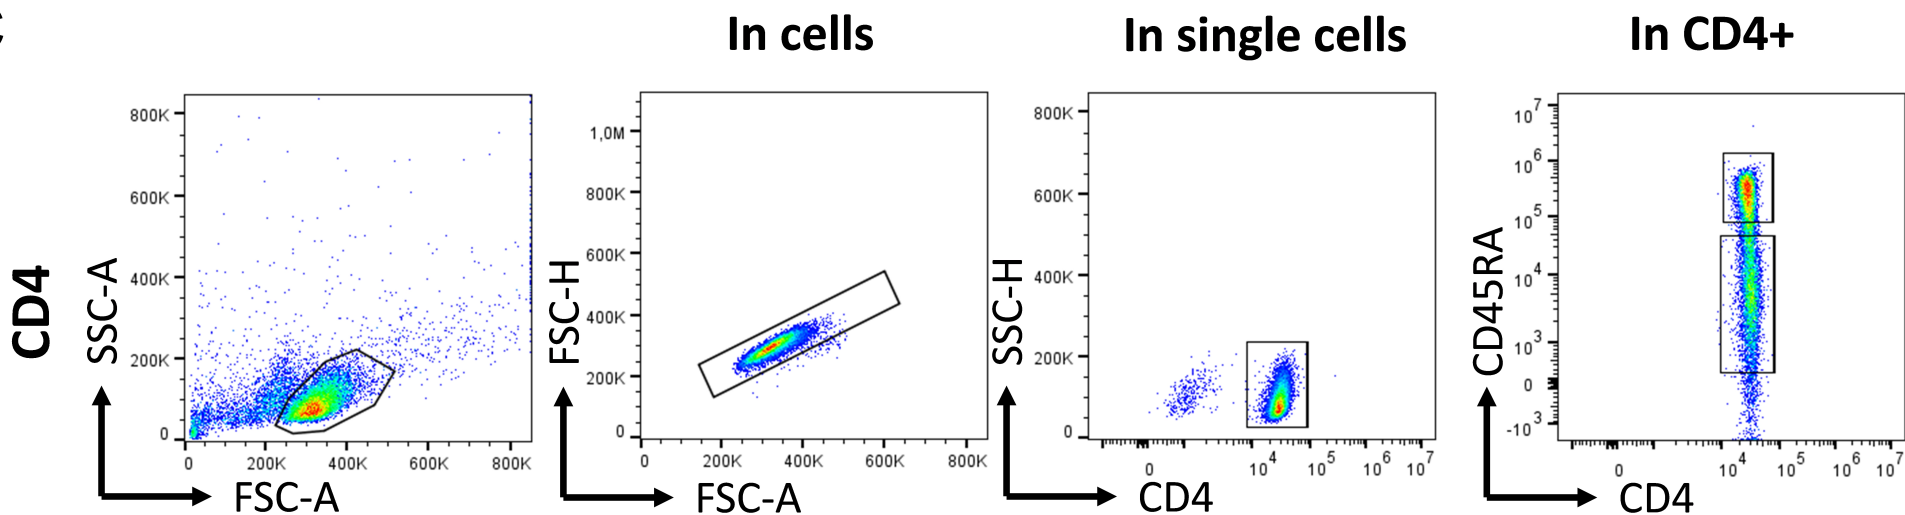 C
In cells
In single cells
In CD4+
CD4
SSC-A
800K
600K
400K
200K
0
0 200K 400K 600K 800K
FSC-A
FSC-H
1,0M
800K
600K
400K
200K
0
0 200K 400K 600K 800K
FSC-A
SSC-H
800K
600K
400K
200K
0
0 10^4 10^5 10^6 10^7
CD4
CD45RA
10^7
10^6
10^5
10^4
10^3
0
-10^3
0 10^4 10^5 10^6 10^7
CD4